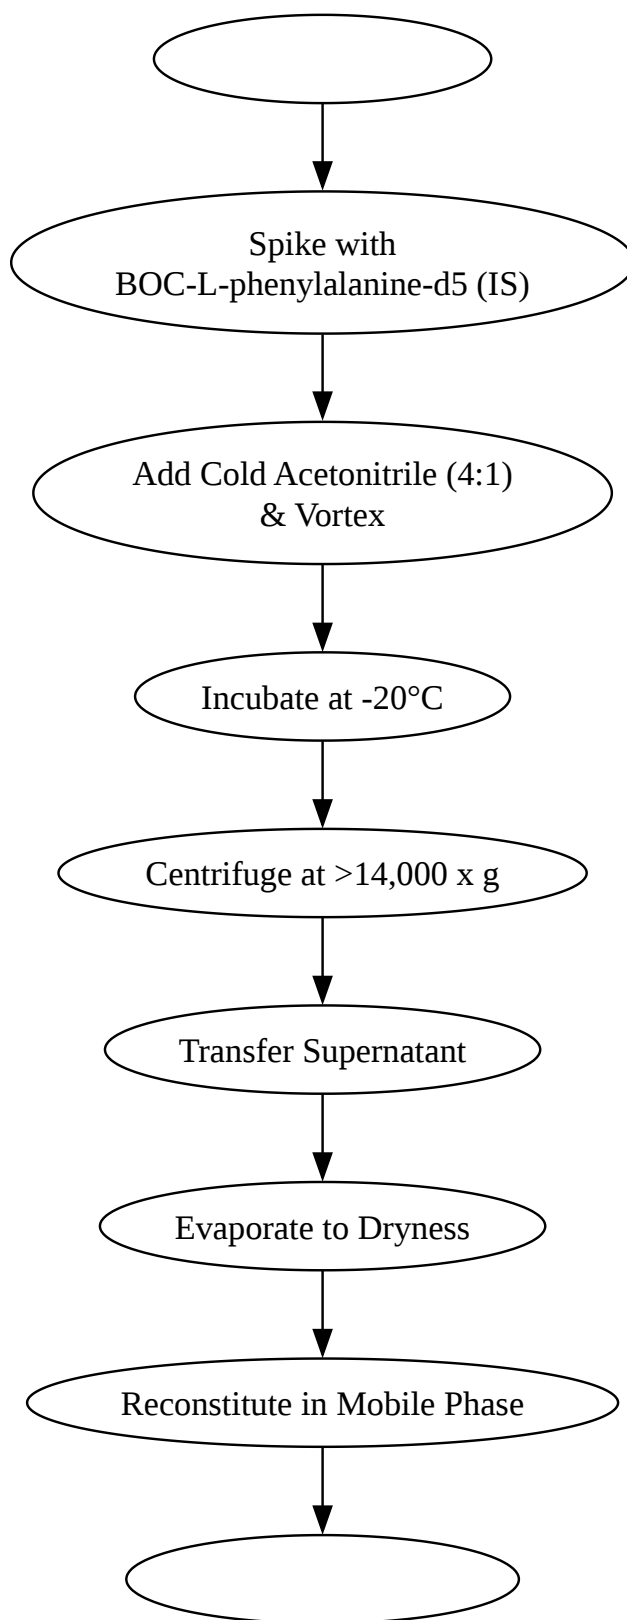 Spike with
BOC-L-phenylalanine-d5 (IS)
Add Cold Acetonitrile (4:1)
& Vortex
Incubate at -20°C
Centrifuge at >14,000 x g
Transfer Supernatant
Evaporate to Dryness
Reconstitute in Mobile Phase